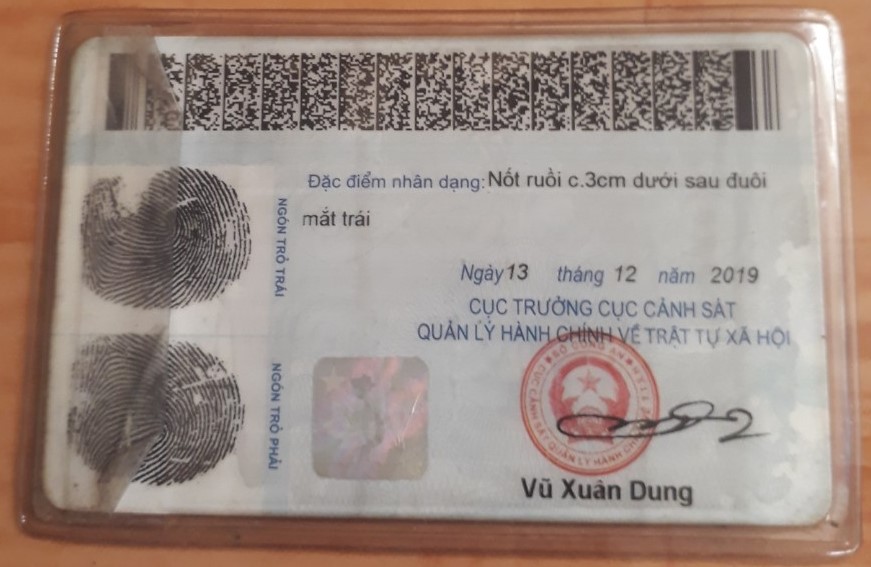 Đặc điểm nhân dạng: Nốt ruồi c.3cm dưới sau đuôi
mắt trái
NGÓN TRỎ TRÁI
NGÓN TRỎ PHẢI
Ngày 13 tháng 12 năm 2019
CỤC TRƯỞNG CỤC CẢNH SÁT
QUẢN LÝ HÀNH CHÍNH VỀ TRẬT TỰ XÃ HỘI
BỘ CÔNG AN
CỤC CẢNH SÁT QUẢN LÝ HÀNH CHÍNH
Vũ Xuân Dung